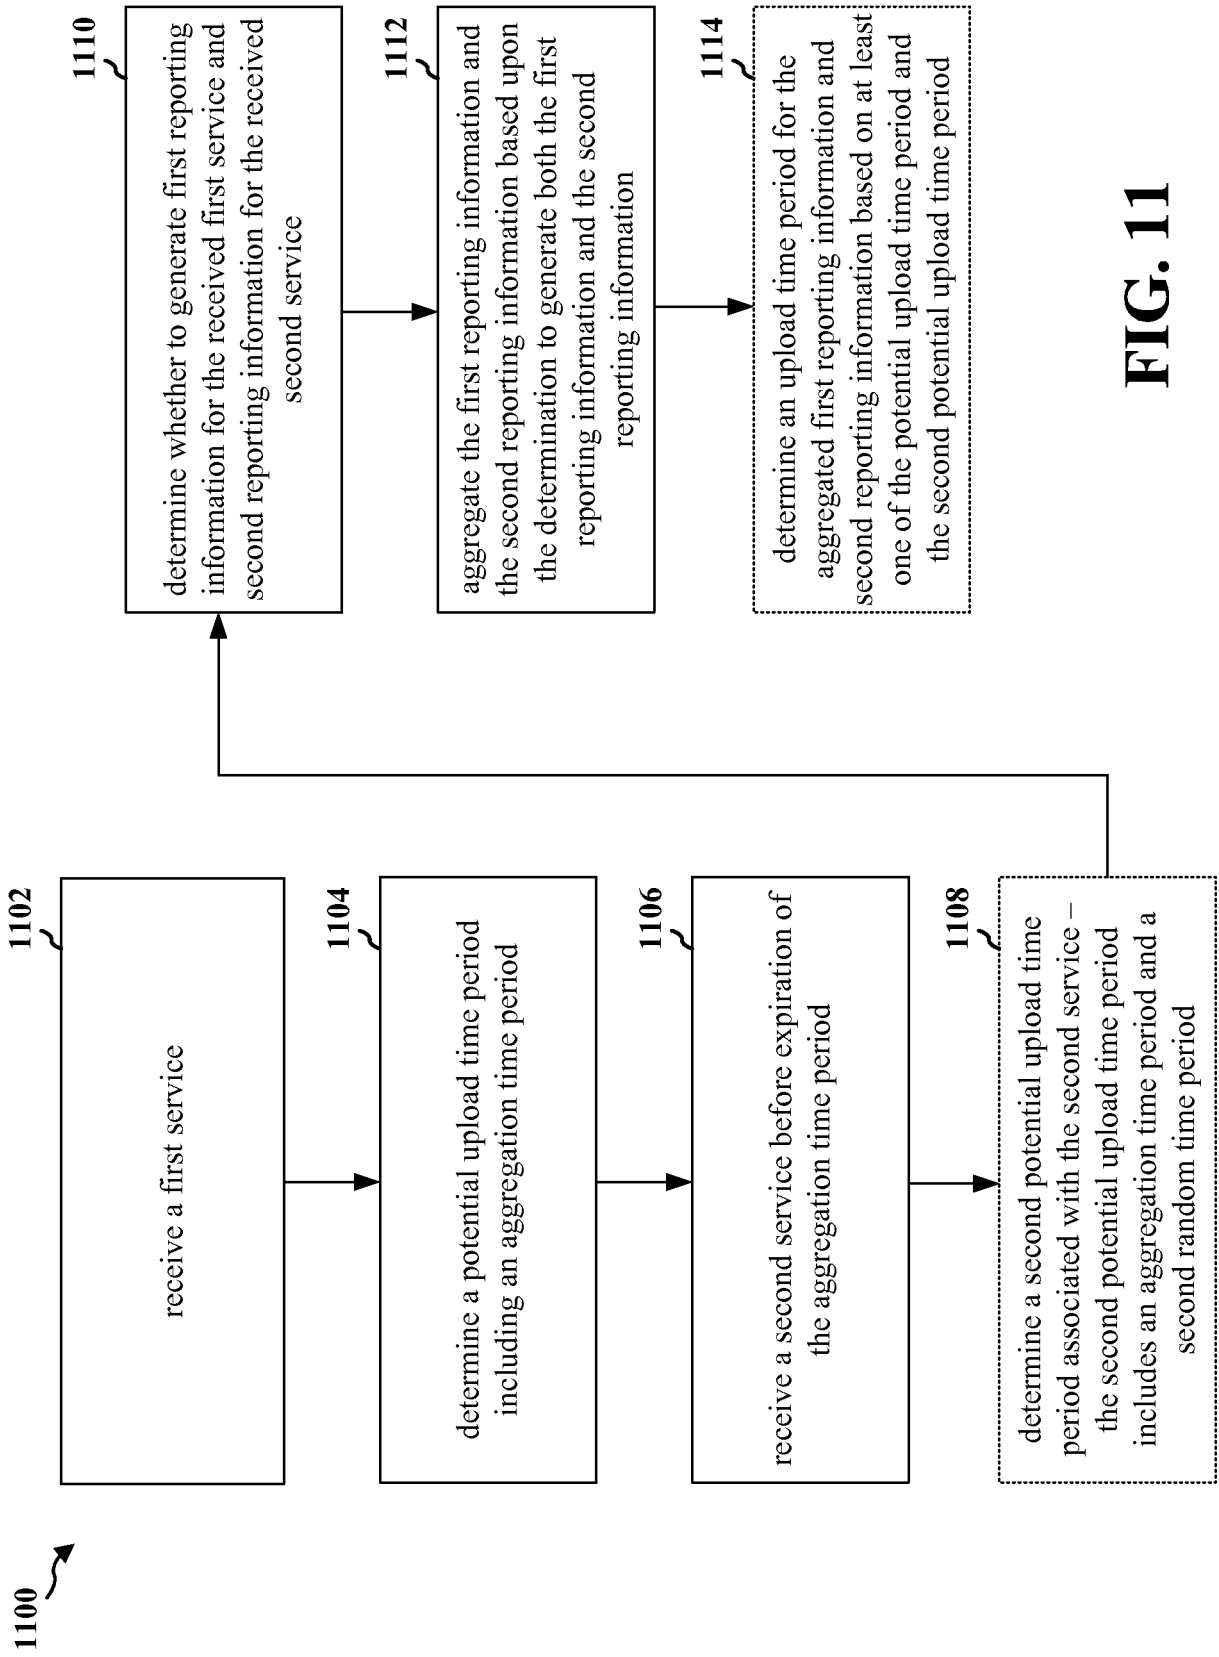 1100
1102
receive a first service
1104
determine a potential upload time period
including an aggregation time period
1106
receive a second service before expiration of
the aggregation time period
1108
determine a second potential upload time
period associated with the second service –
the second potential upload time period
includes an aggregation time period and a
second random time period
1110
determine whether to generate first reporting
information for the received first service and
second reporting information for the received
second service
1112
aggregate the first reporting information and
the second reporting information based upon
the determination to generate both the first
reporting information and the second
reporting information
1114
determine an upload time period for the
aggregated first reporting information and
second reporting information based on at least
one of the potential upload time period and
the second potential upload time period
FIG. 11